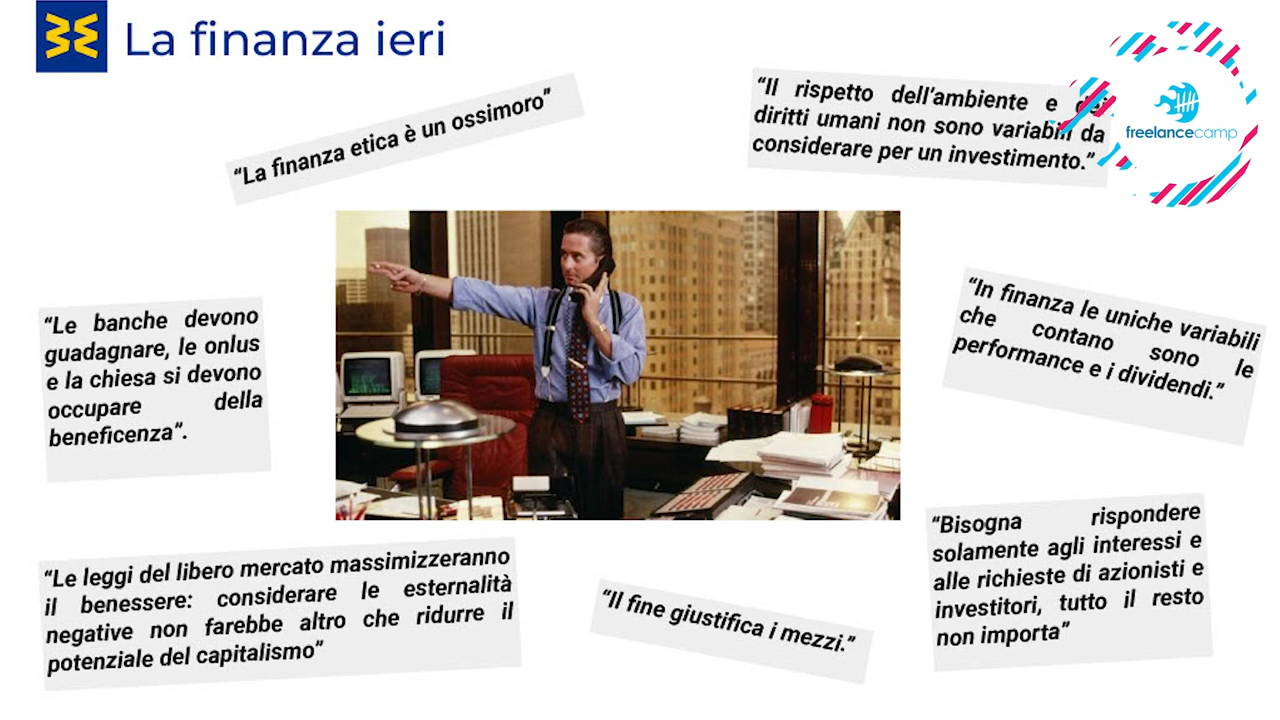 La finanza ieri
“La finanza etica è un ossimoro”
“Il rispetto dell’ambiente e dei
diritti umani non sono variabili da
considerare per un investimento.”
freelancecamp
“Le banche devono
guadagnare, le onlus
e la chiesa si devono
occupare della
beneficenza”.
“In finanza le uniche variabili
che contano sono le
performance e i dividendi.”
“Le leggi del libero mercato massimizzeranno
il benessere: considerare le esternalità
negative non farebbe altro che ridurre il
potenziale del capitalismo”
“Il fine giustifica i mezzi.”
“Bisogna rispondere
solamente agli interessi e
alle richieste di azionisti e
investitori, tutto il resto
non importa”